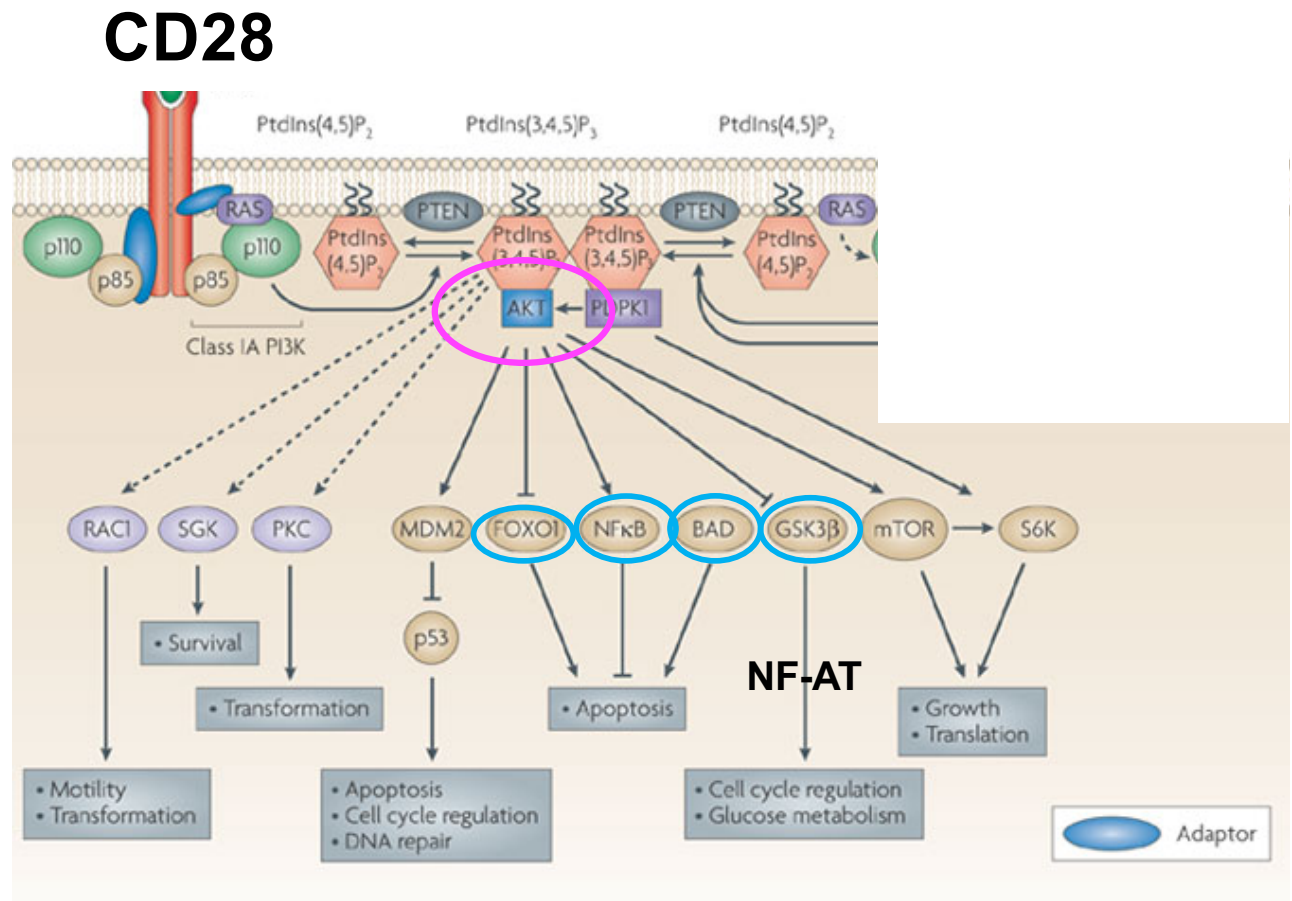 CD28
PtdIns(4,5)P2
PtdIns(3,4,5)P3
PtdIns(4,5)P2
RAS
PTEN
PTEN
RAS
p110
p110
PtdIns
(4,5)P2
PtdIns
(3,4,5)P3
PtdIns
(3,4,5)P3
PtdIns
(4,5)P2
p85
p85
AKT
PDPK1
Class IA PI3K
RAC1
SGK
PKC
MDM2
FOXO1
NFκB
BAD
GSK3β
mTOR
S6K
• Survival
p53
NF-AT
• Transformation
• Apoptosis
• Growth
• Translation
• Motility
• Transformation
• Apoptosis
• Cell cycle regulation
• DNA repair
• Cell cycle regulation
• Glucose metabolism
Adaptor